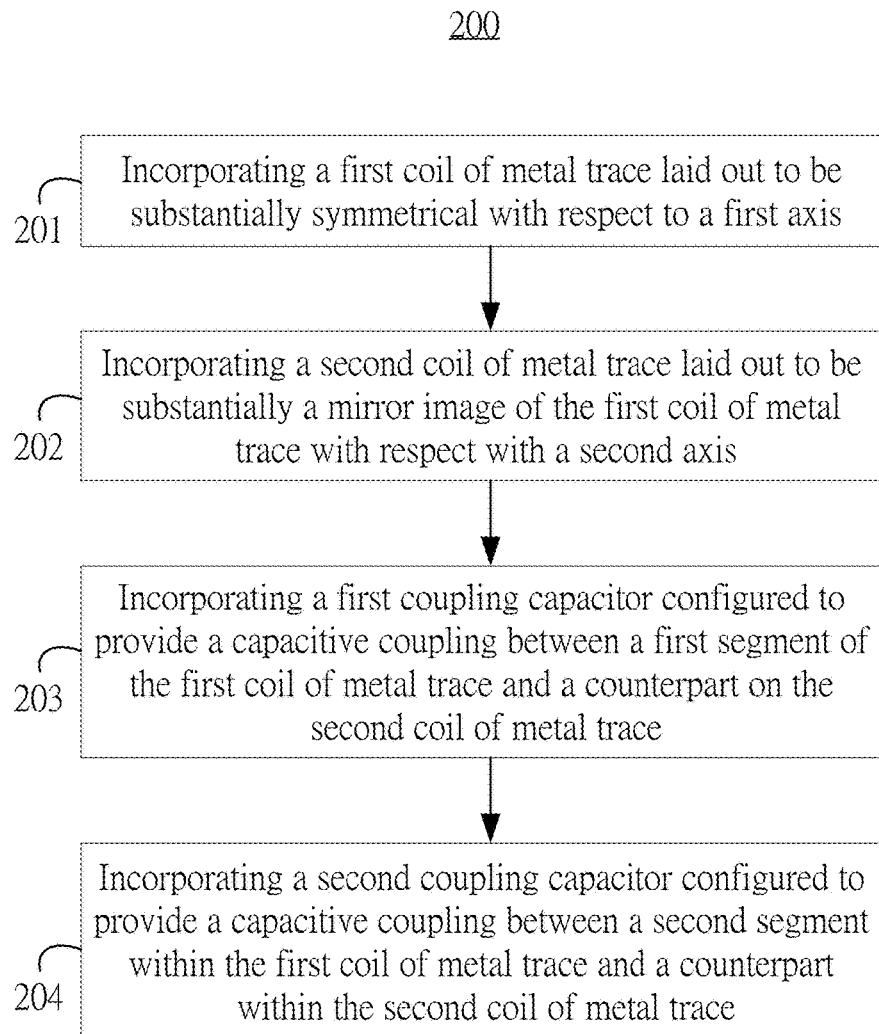 200
Incorporating a first coil of metal trace laid out to be
substantially symmetrical with respect to a first axis
201
Incorporating a second coil of metal trace laid out to be
substantially a mirror image of the first coil of metal
trace with respect with a second axis
202
Incorporating a first coupling capacitor configured to
provide a capacitive coupling between a first segment of
the first coil of metal trace and a counterpart on the
second coil of metal trace
203
Incorporating a second coupling capacitor configured to
provide a capacitive coupling between a second segment
within the first coil of metal trace and a counterpart
within the second coil of metal trace
204